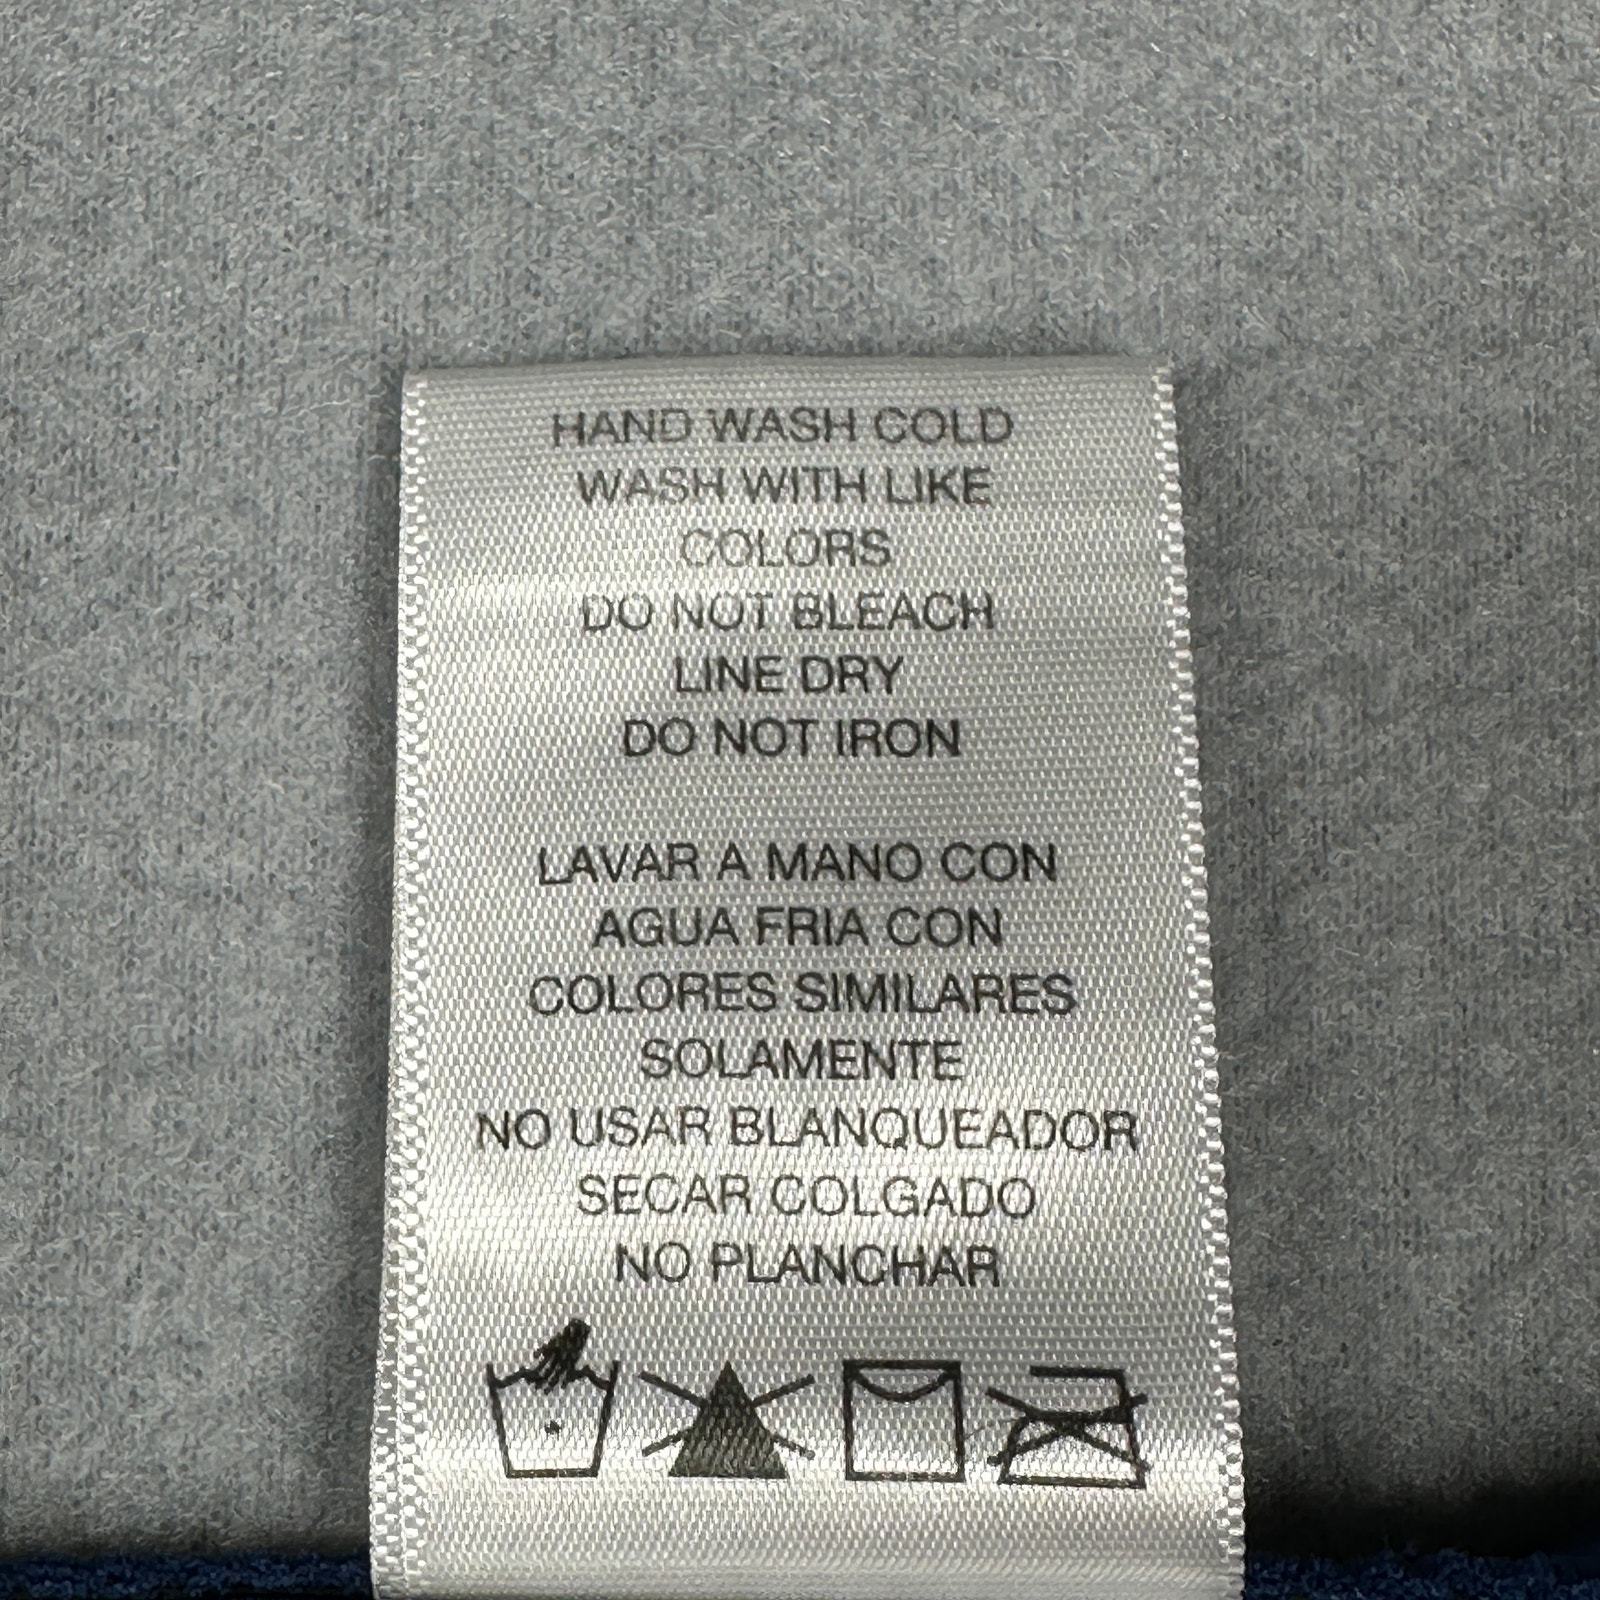 HAND WASH COLD
WASH WITH LIKE
COLORS
DO NOT BLEACH
LINE DRY
DO NOT IRON
LAVAR A MANO CON
AGUA FRIA CON
COLORES SIMILARES
SOLAMENTE
NO USAR BLANQUEADOR
SECAR COLGADO
NO PLANCHAR